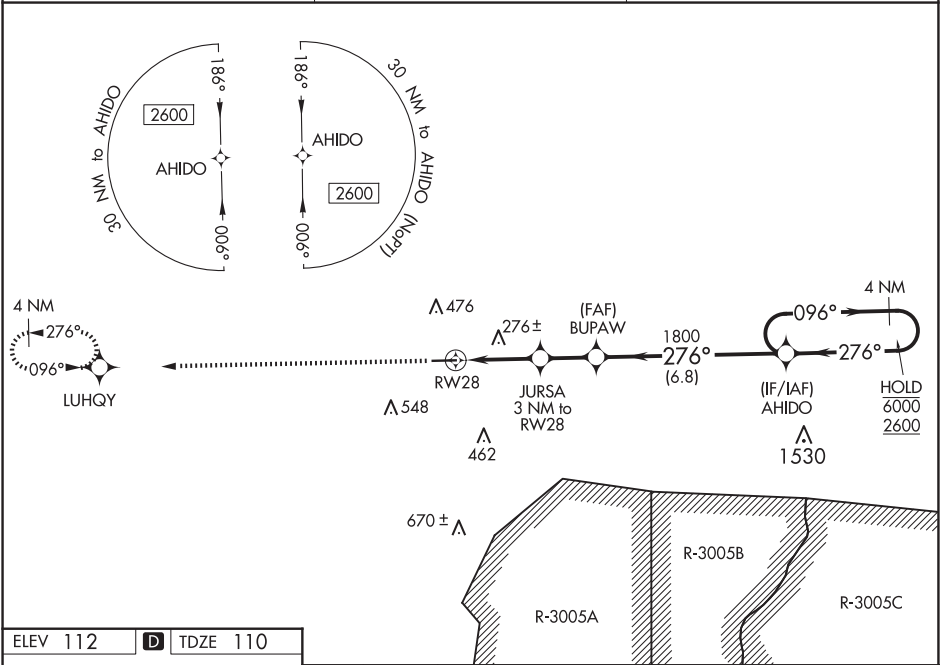 30 NM to AHIDO
186°
2600
AHIDO
006°
186°
30 NM to AHIDO (NoPT)
AHIDO
2600
006°
4 NM
276°
096°
LUHQY
476
276 ±
(FAF)
BUPAW
1800
276°
(6.8)
RW28
JURSA
3 NM to
RW28
548
462
4 NM
096°
276°
(IF/IAF)
AHIDO
HOLD
6000
2600
1530
670 ±
R-3005B
R-3005A
R-3005C
ELEV 112 D TDZE 110